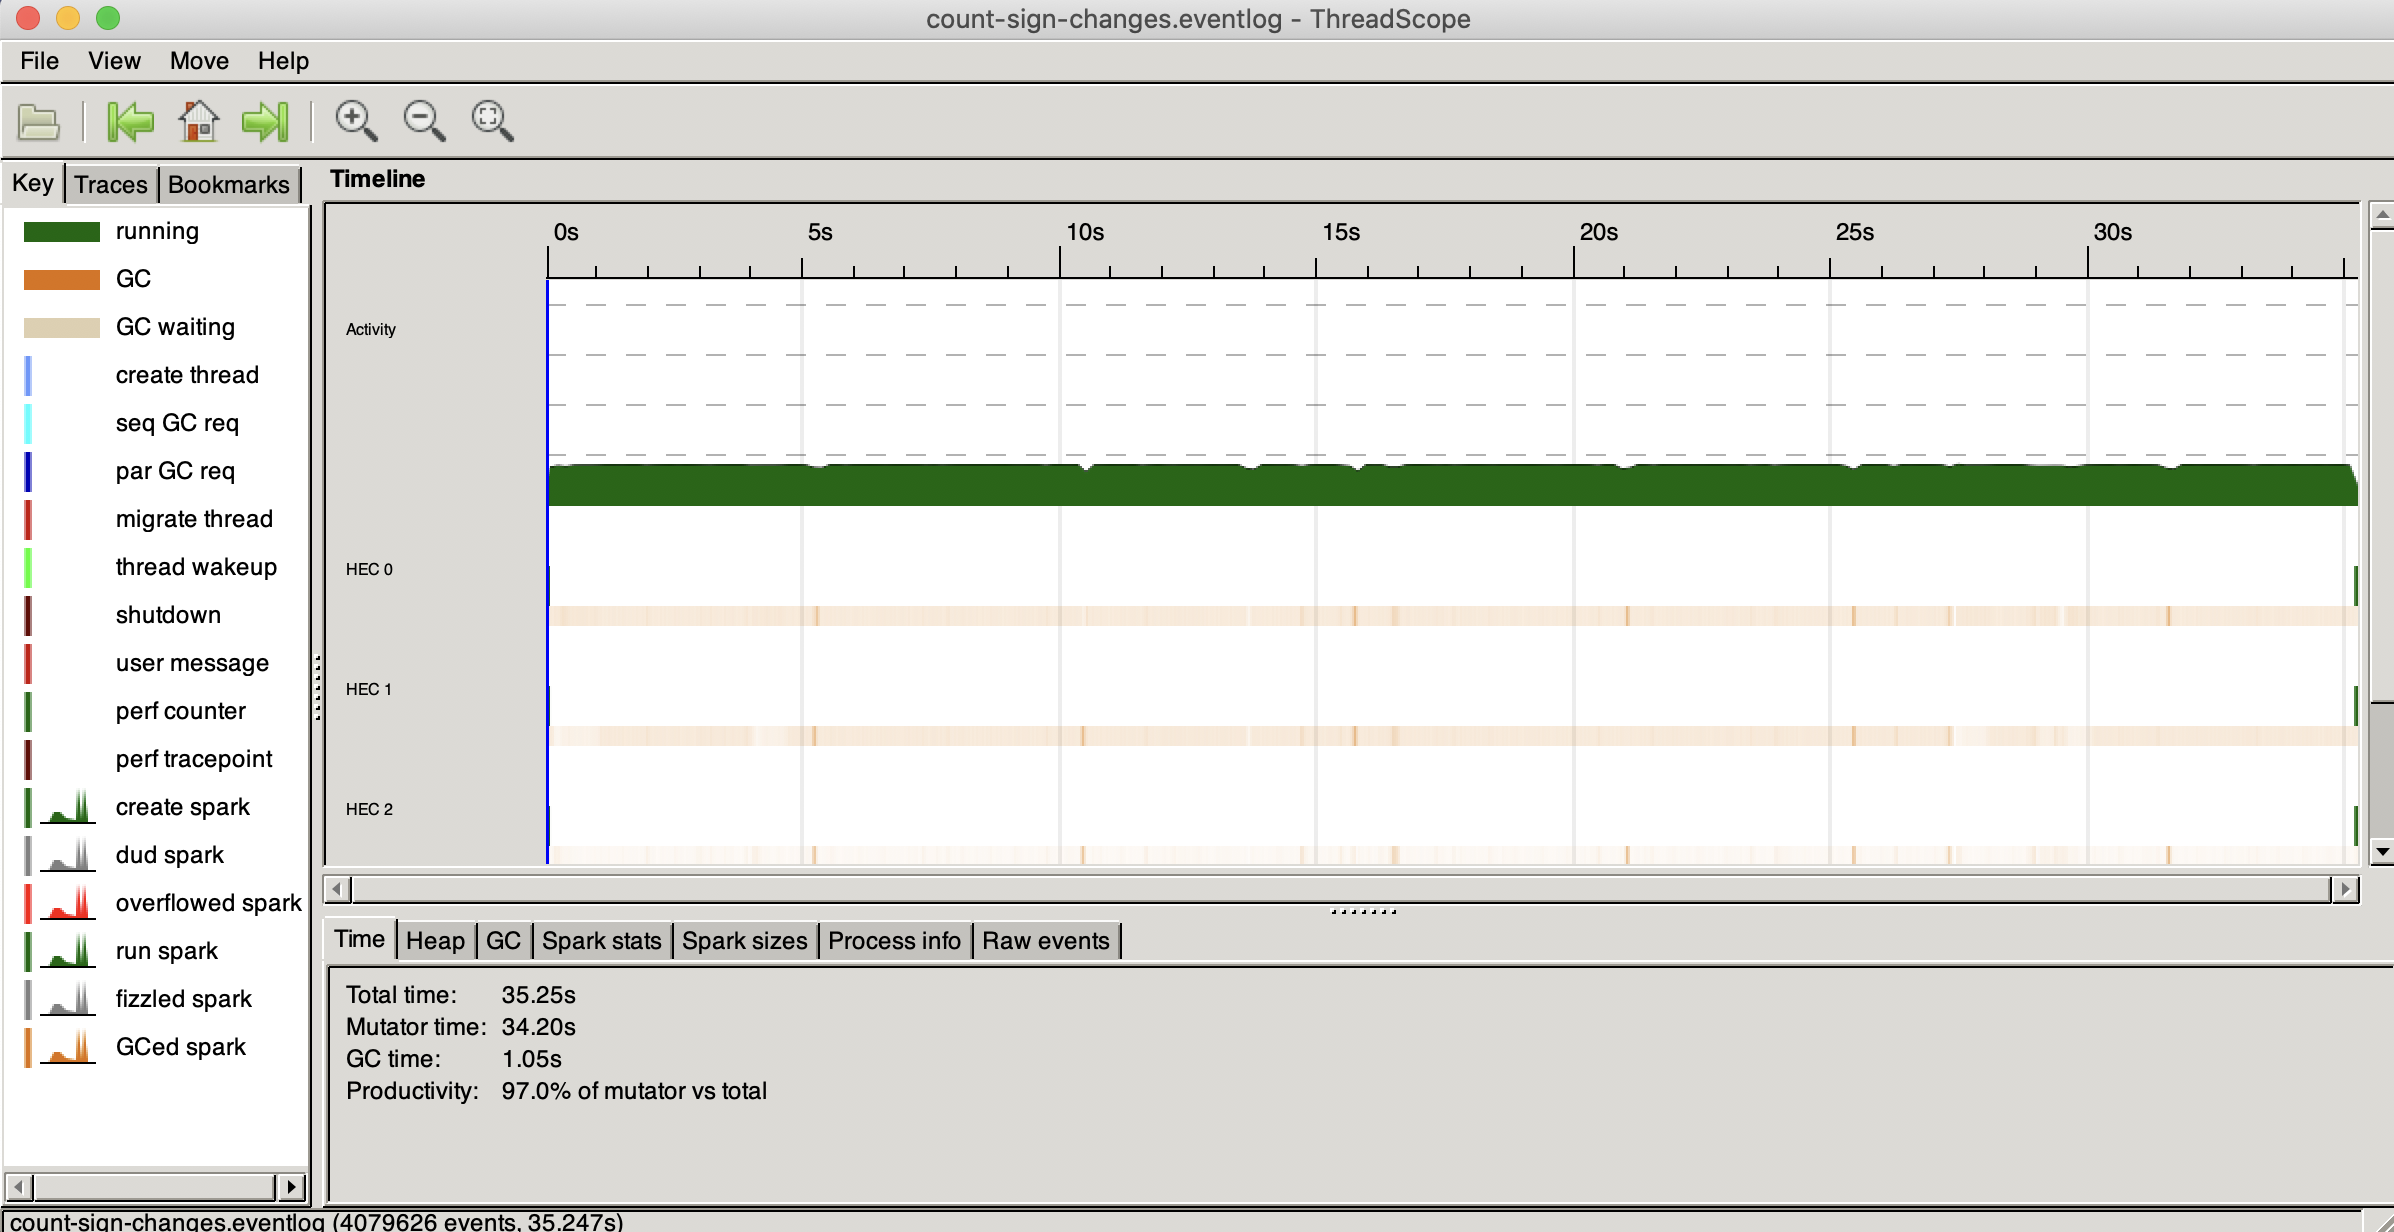 count-sign-changes.eventlog - ThreadScope
File View Move Help
Key Traces Bookmarks
running
GC
GC waiting
create thread
seq GC req
par GC req
migrate thread
thread wakeup
shutdown
user message
perf counter
perf tracepoint
create spark
dud spark
overflowed spark
run spark
fizzled spark
GCed spark
Timeline
0s 5s 10s 15s 20s 25s 30s
Activity
HEC 0
HEC 1
HEC 2
Time Heap GC Spark stats Spark sizes Process info Raw events
Total time: 35.25s
Mutator time: 34.20s
GC time: 1.05s
Productivity: 97.0% of mutator vs total
count-sign-changes.eventlog (4079626 events, 35.247s)